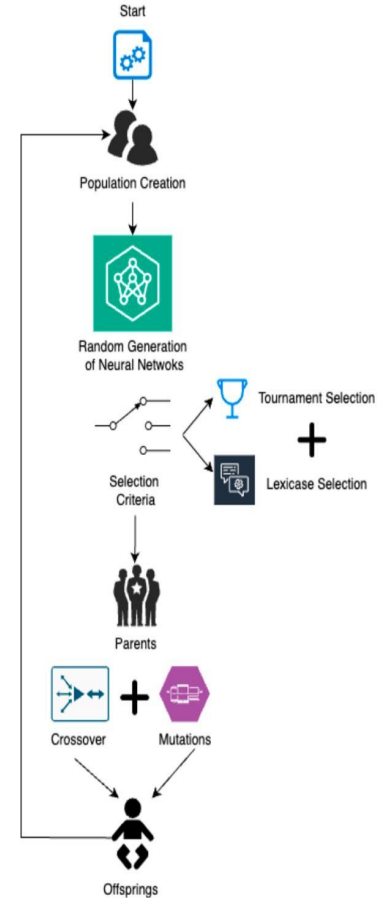 Start
Population Creation
Random Generation
of Neural Netwoks
Tournament Selection
Lexicase Selection
Selection
Criteria
Parents
Crossover
Mutations
Offsprings